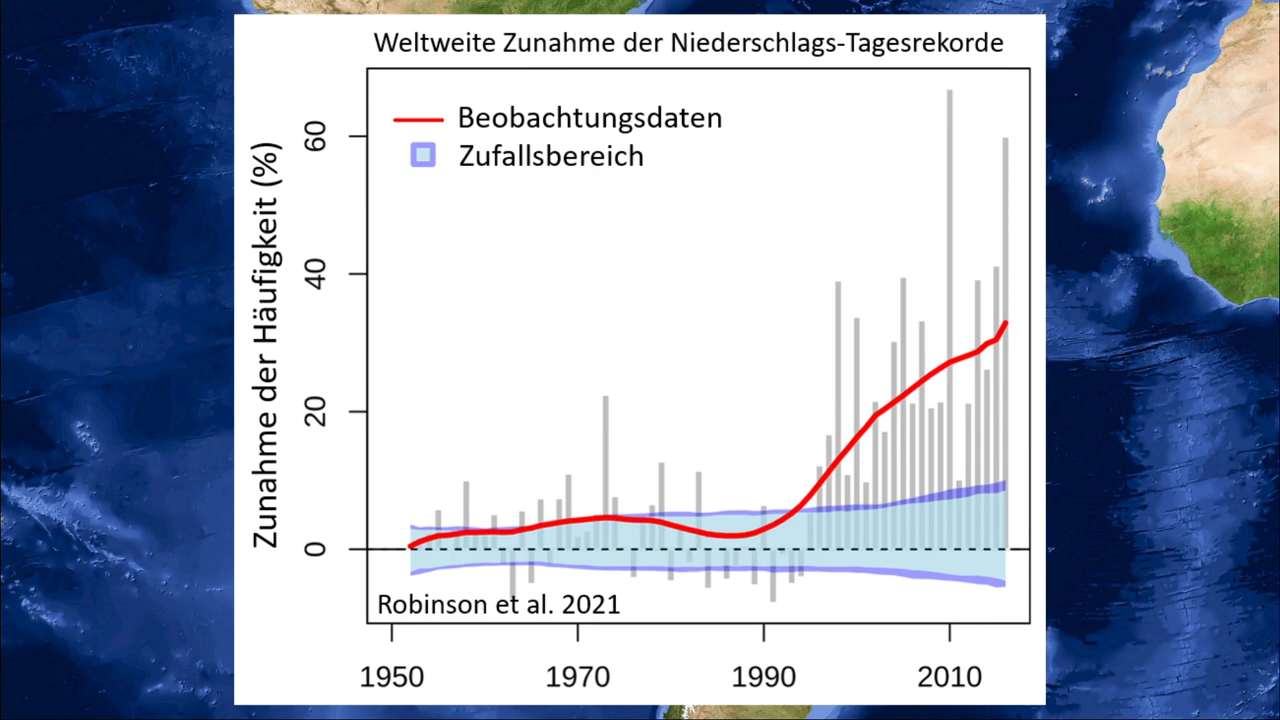 Weltweite Zunahme der Niederschlags-Tagesrekorde
Beobachtungsdaten
Zufallsbereich
Zunahme der Häufigkeit (%)
60
40
20
0
Robinson et al. 2021
1950 1970 1990 2010